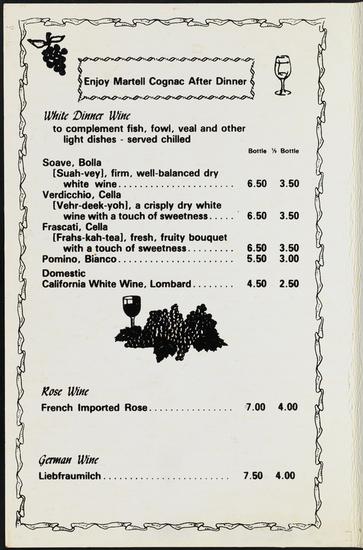 Enjoy Martell Cognac After Dinner
White Dinner Wine
to complement fish, fowl, veal and other
light dishes - served chilled
Bottle ½ Bottle
Soave, Bolla
[Suah-vey], firm, well-balanced dry
white wine.................... 6.50 3.50
Verdicchio, Cella
[Vehr-deek-yoh], a crisply dry white
wine with a touch of sweetness..... 6.50 3.50
Frascati, Cella
[Frahs-kah-tea], fresh, fruity bouquet
with a touch of sweetness......... 6.50 3.50
Pomino, Bianco.................... 5.50 3.00
Domestic
California White Wine, Lombard........ 4.50 2.50
Rose Wine
French Imported Rose................ 7.00 4.00
German Wine
Liebfraumilch........................ 7.50 4.00